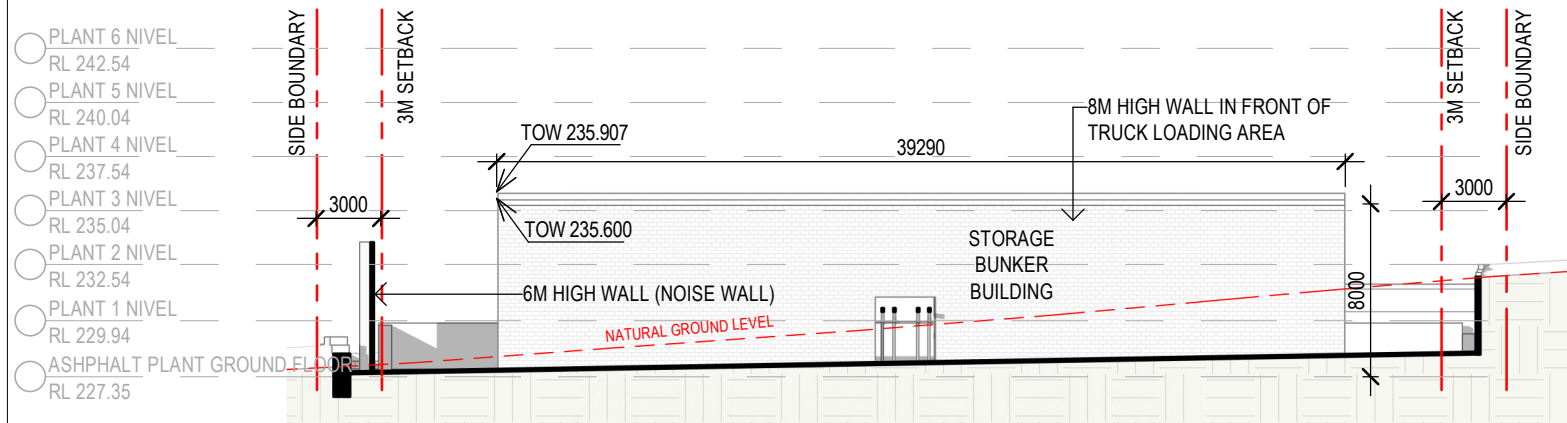 PLANT 6 NIVEL
RL 242.54
PLANT 5 NIVEL
RL 240.04
PLANT 4 NIVEL
RL 237.54
PLANT 3 NIVEL
RL 235.04
PLANT 2 NIVEL
RL 232.54
PLANT 1 NIVEL
RL 229.94
ASHPHALT PLANT GROUND FLOOR
RL 227.35
SIDE BOUNDARY
3M SETBACK
3000
TOW 235.907
TOW 235.600
6M HIGH WALL (NOISE WALL)
NATURAL GROUND LEVEL
39290
8M HIGH WALL IN FRONT OF
TRUCK LOADING AREA
STORAGE
BUNKER
BUILDING
8000
3M SETBACK
SIDE BOUNDARY
3000